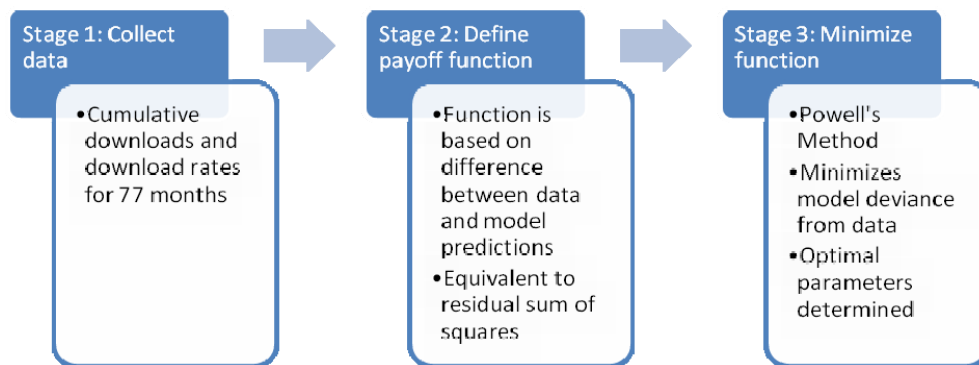 Stage 1: Collect
data
•Cumulative
downloads and
download rates
for 77 months
Stage 2: Define
payoff function
•Function is
based on
difference
between data
and model
predictions
•Equivalent to
residual sum of
squares
Stage 3: Minimize
function
•Powell's
Method
•Minimizes
model deviance
from data
•Optimal
parameters
determined